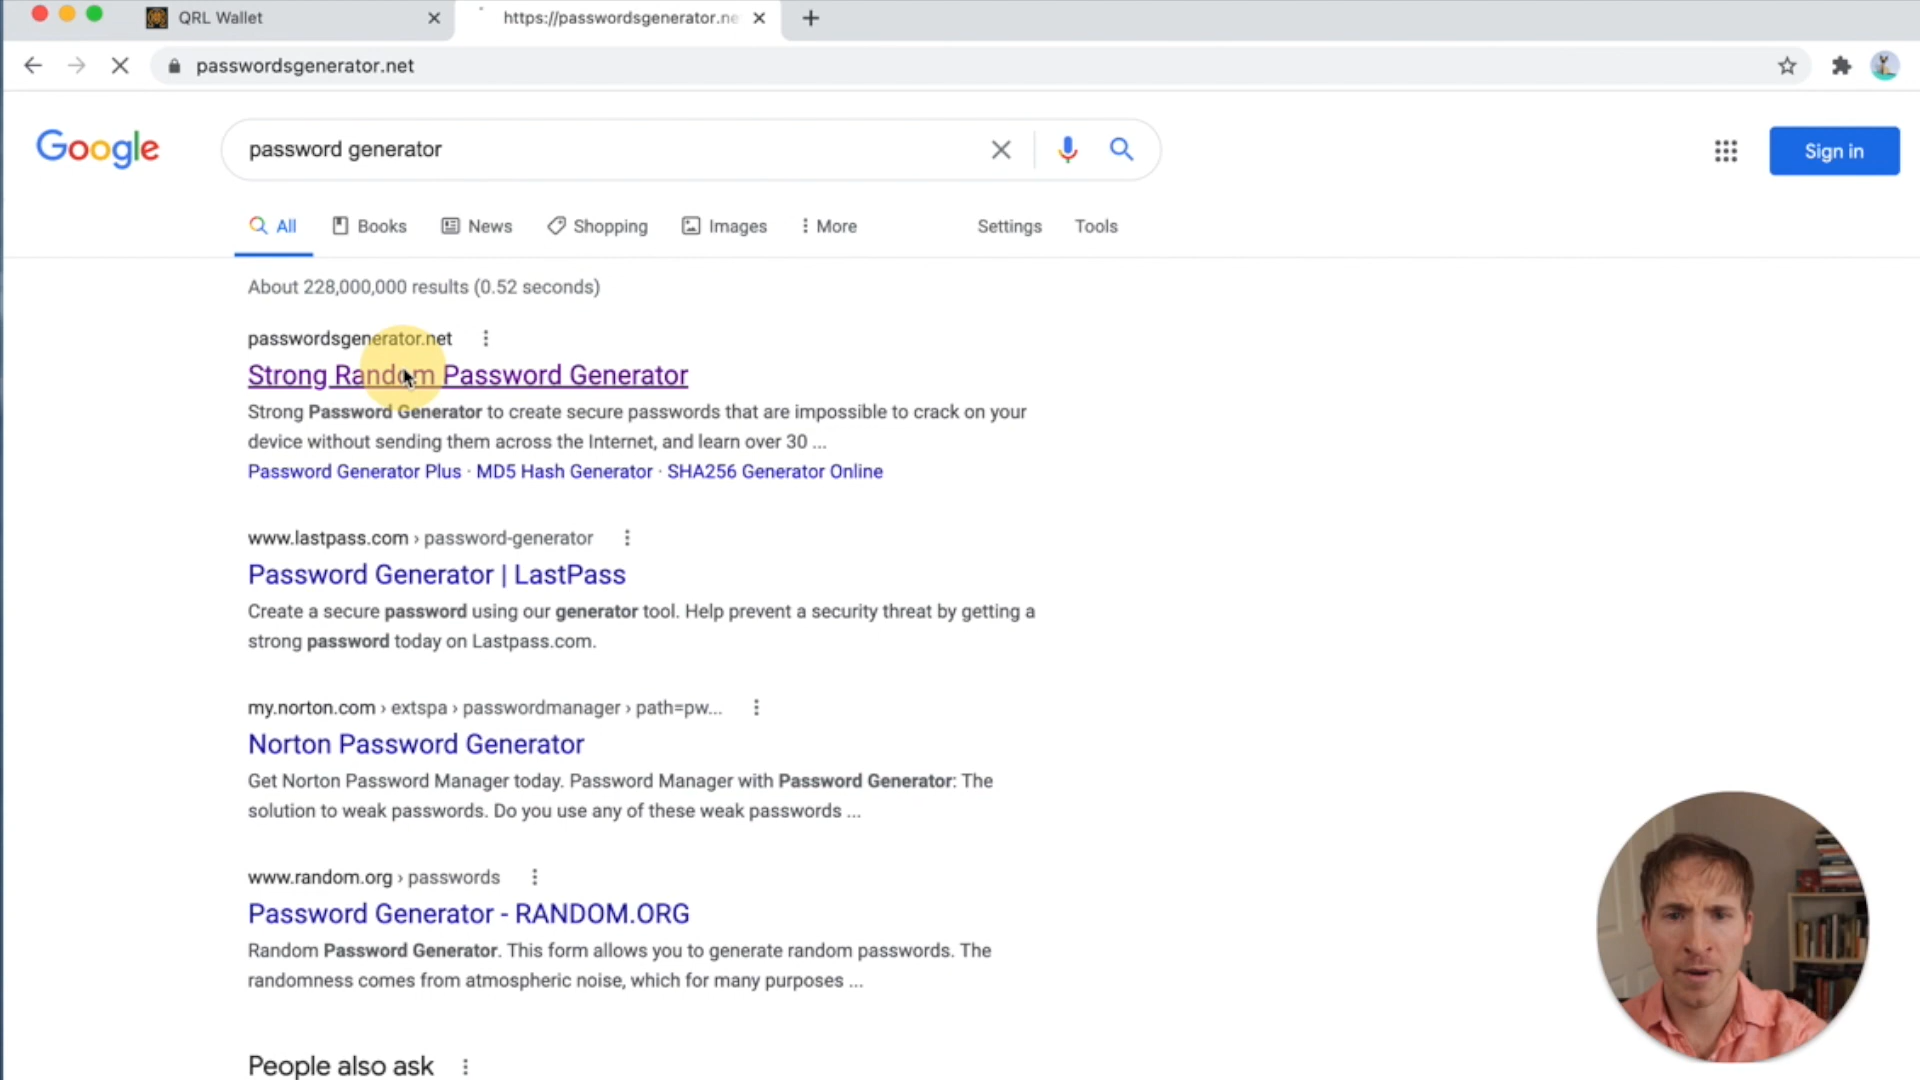 QRL Wallet
https://passwordsgenerator.ne
passwordsgenerator.net
Google
password generator
Sign in
All
Books
News
Shopping
Images
More
Settings
Tools
About 228,000,000 results (0.52 seconds)
passwordsgenerator.net
Strong Random Password Generator
Strong Password Generator to create secure passwords that are impossible to crack on your
device without sending them across the Internet, and learn over 30 ...
Password Generator Plus · MD5 Hash Generator · SHA256 Generator Online
www.lastpass.com › password-generator
Password Generator | LastPass
Create a secure password using our generator tool. Help prevent a security threat by getting a
strong password today on Lastpass.com.
my.norton.com › extspa › passwordmanager › path=pw...
Norton Password Generator
Get Norton Password Manager today. Password Manager with Password Generator: The
solution to weak passwords. Do you use any of these weak passwords ...
www.random.org › passwords
Password Generator - RANDOM.ORG
Random Password Generator. This form allows you to generate random passwords. The
randomness comes from atmospheric noise, which for many purposes ...
People also ask